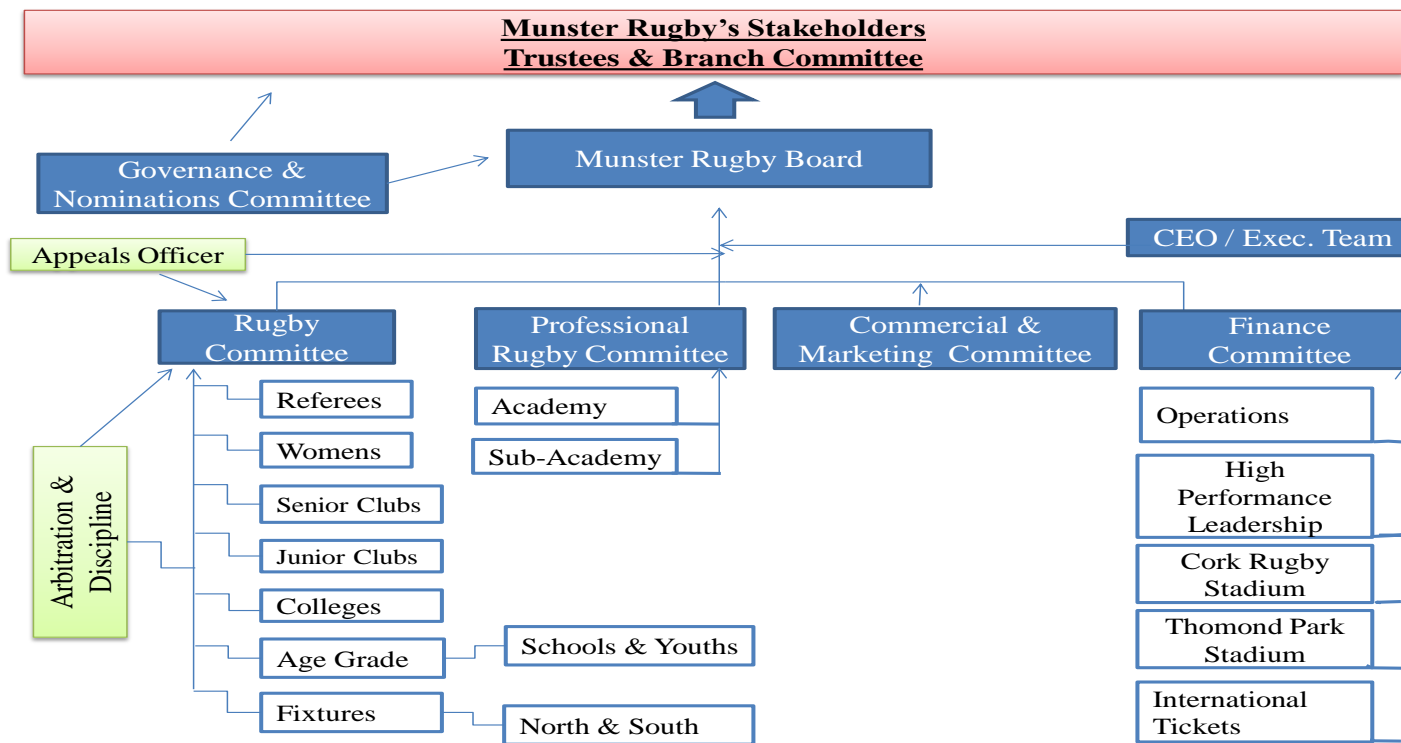 Munster Rugby's Stakeholders
Trustees & Branch Committee
Governance &
Nominations Committee
Munster Rugby Board
Appeals Officer
CEO / Exec. Team
Rugby
Committee
Professional
Rugby Committee
Commercial &
Marketing Committee
Finance
Committee
Arbitration &
Discipline
Referees
Womens
Senior Clubs
Junior Clubs
Colleges
Age Grade
Schools & Youths
Fixtures
North & South
Academy
Sub-Academy
Operations
High
Performance
Leadership
Cork Rugby
Stadium
Thomond Park
Stadium
International
Tickets